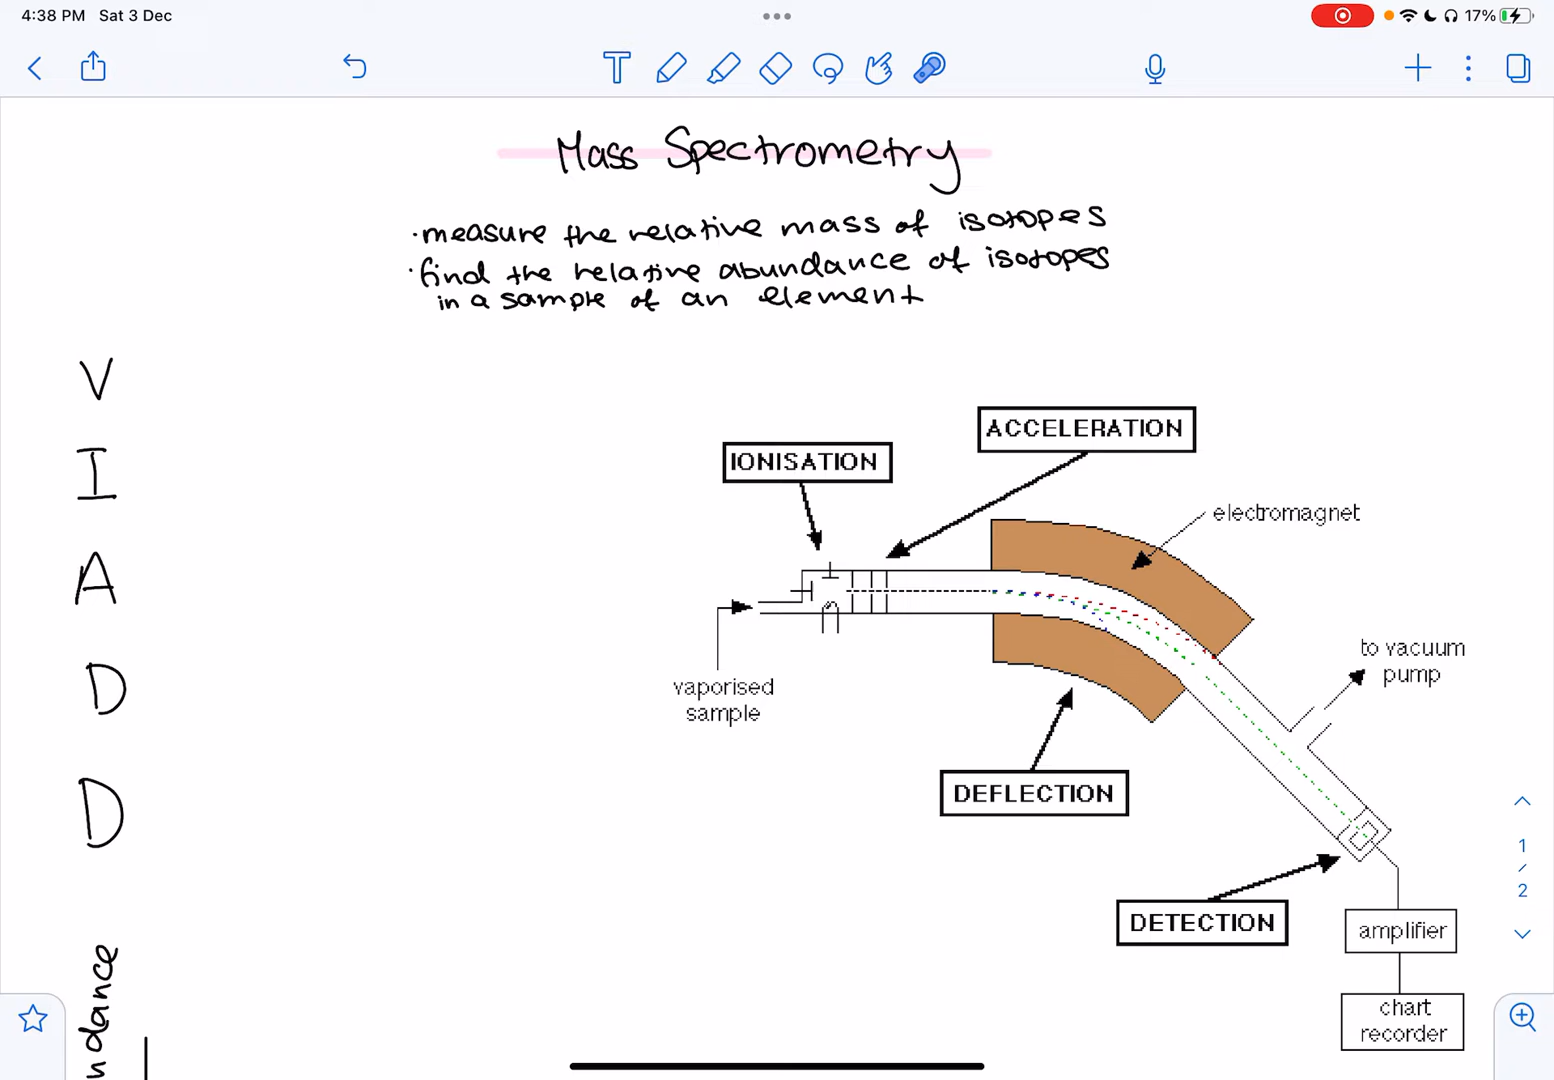 4:38 PM Sat 3 Dec
17%
T
Mass Spectrometry
· measure the relative mass of isotopes
· find the relative abundance of isotopes
in a sample of an element
V
I
A
D
D
IONISATION
ACCELERATION
electromagnet
to vacuum
pump
vaporised
sample
DEFLECTION
DETECTION
amplifier
chart
recorder
1
/
2
ndance